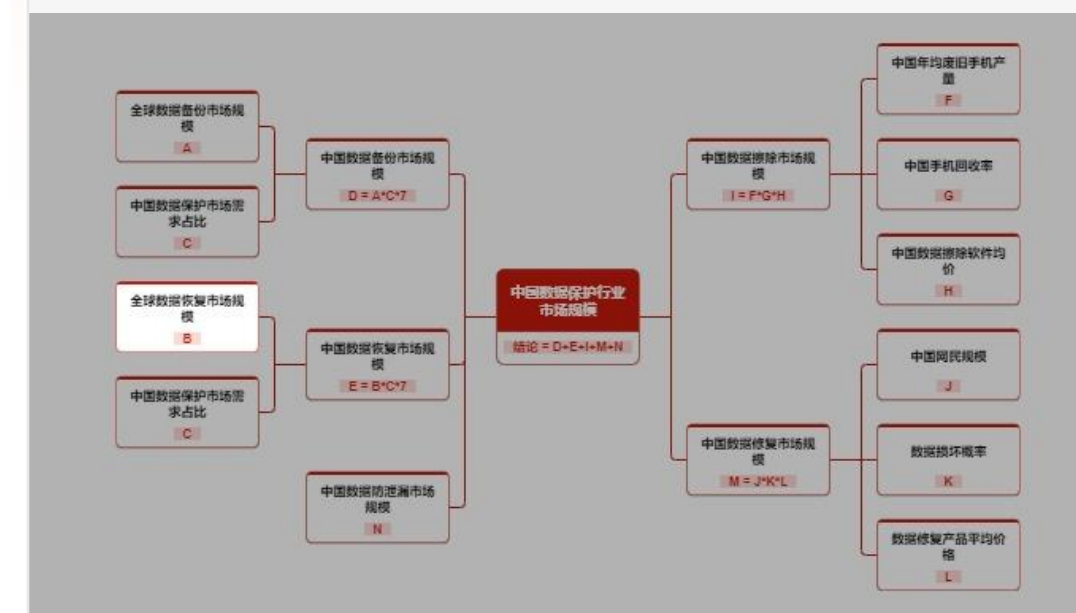 全球数据备份市场规
模
A
中国数据保护市场需
求占比
C
全球数据恢复市场规
模
B
中国数据保护市场需
求占比
C
中国数据备份市场规
模
D = A*C*7
中国数据恢复市场规
模
E = B*C*7
中国数据防泄漏市场
规模
N
中国数据保护行业
市场规模
结论 = D+E+I+M+N
中国数据擦除市场规
模
I = F*G*H
中国数据修复市场规
模
M = J*K*L
中国年均废旧手机产
量
F
中国手机回收率
G
中国数据擦除软件均
价
H
中国网民规模
J
数据损坏概率
K
数据修复产品平均价
格
L